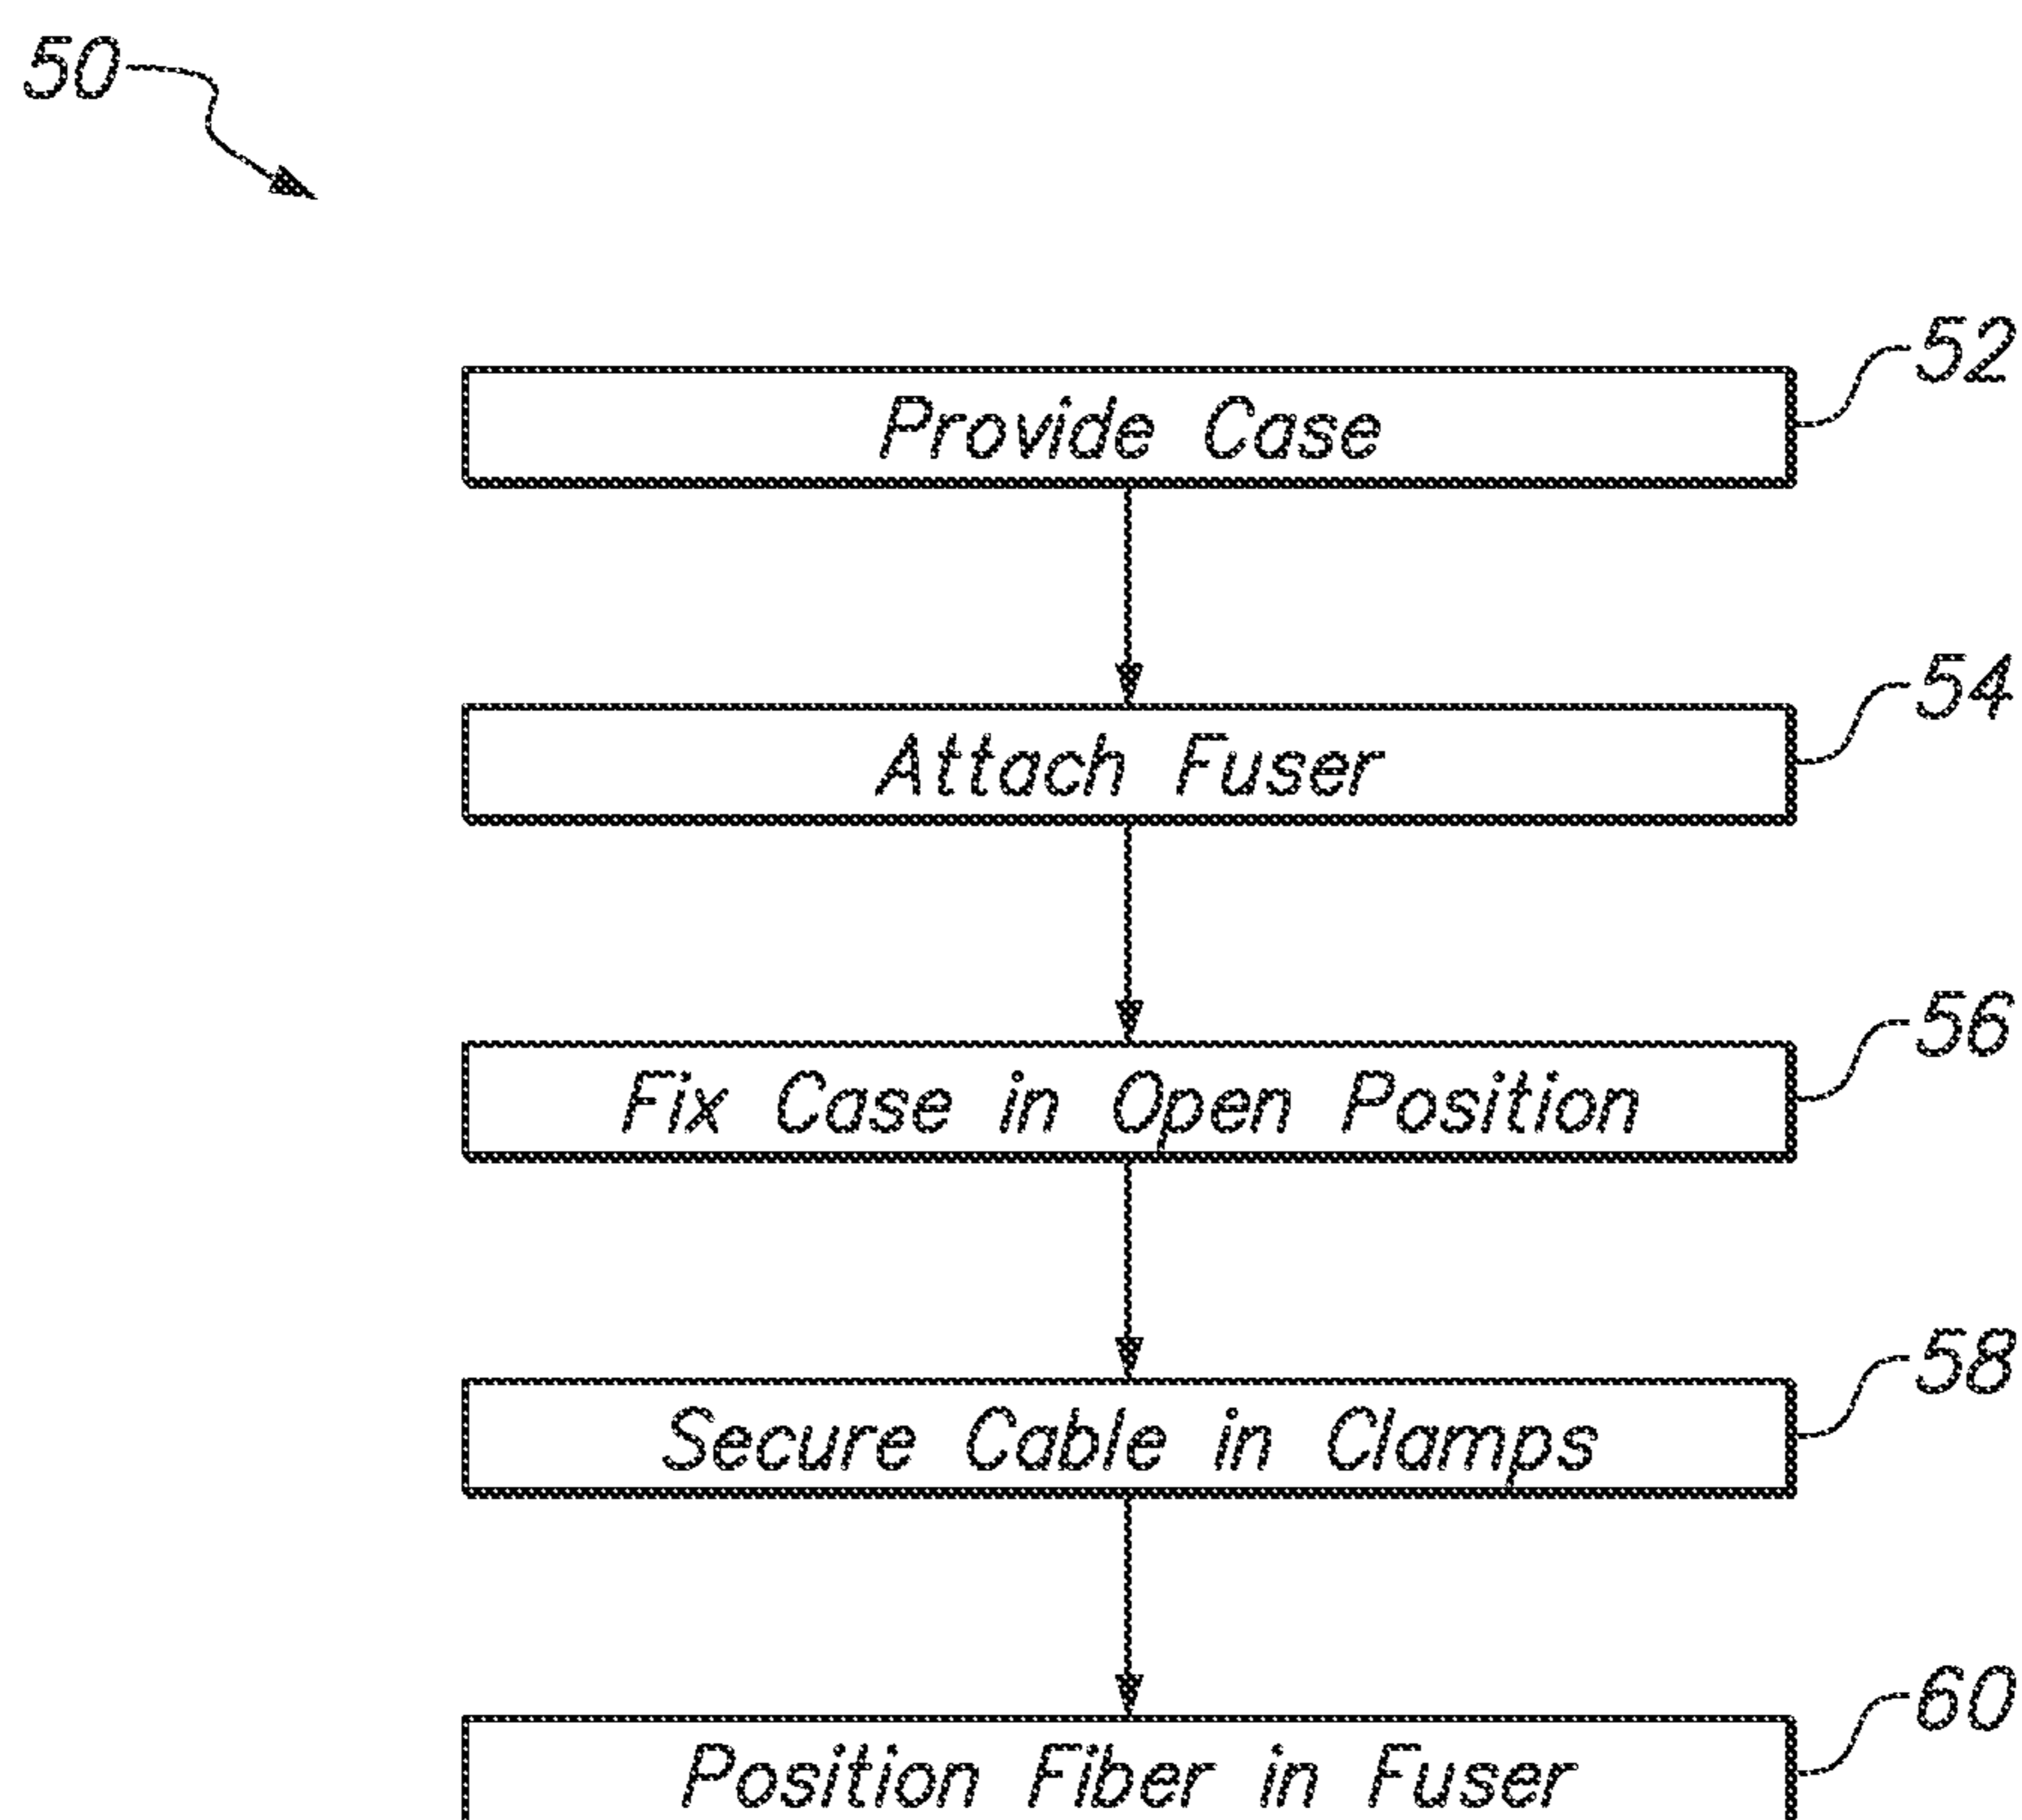 50
52
Provide Case
54
Attach Fuser
56
Fix Case in Open Position
58
Secure Cable in Clamps
60
Position Fiber in Fuser